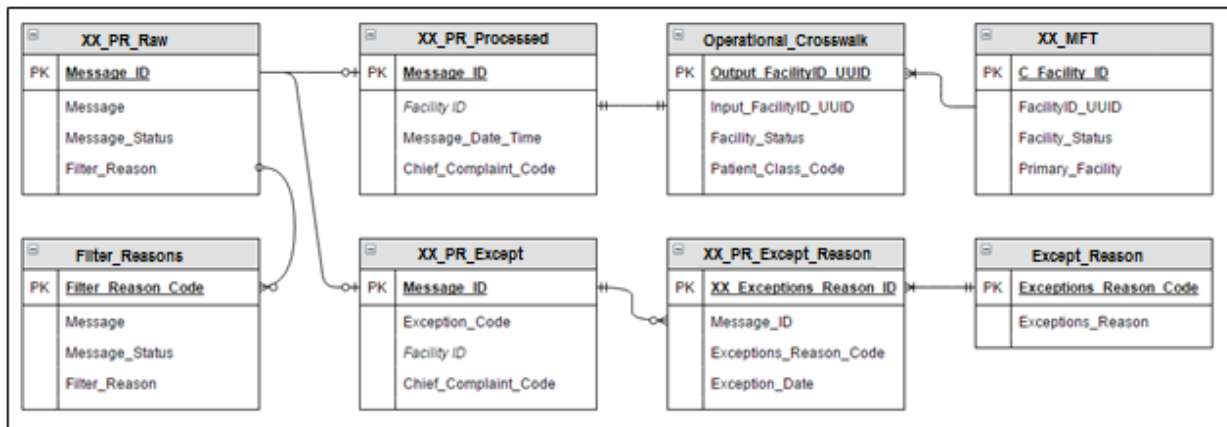 XX_PR_Raw
PK Message_ID
Message
Message_Status
Filter_Reason
XX_PR_Processed
PK Message_ID
Facility ID
Message_Date_Time
Chief_Complaint_Code
Operational_Crosswalk
PK Output_FacilityID_UUID
Input_FacilityID_UUID
Facility_Status
Patient_Class_Code
XX_MFT
PK C_Facility_ID
FacilityID_UUID
Facility_Status
Primary_Facility
Filter_Reasons
PK Filter_Reason_Code
Message
Message_Status
Filter_Reason
XX_PR_Except
PK Message_ID
Exception_Code
Facility ID
Chief_Complaint_Code
XX_PR_Except_Reason
PK XX_Exceptions_Reason_ID
Message_ID
Exceptions_Reason_Code
Exception_Date
Except_Reason
PK Exceptions_Reason_Code
Exceptions_Reason